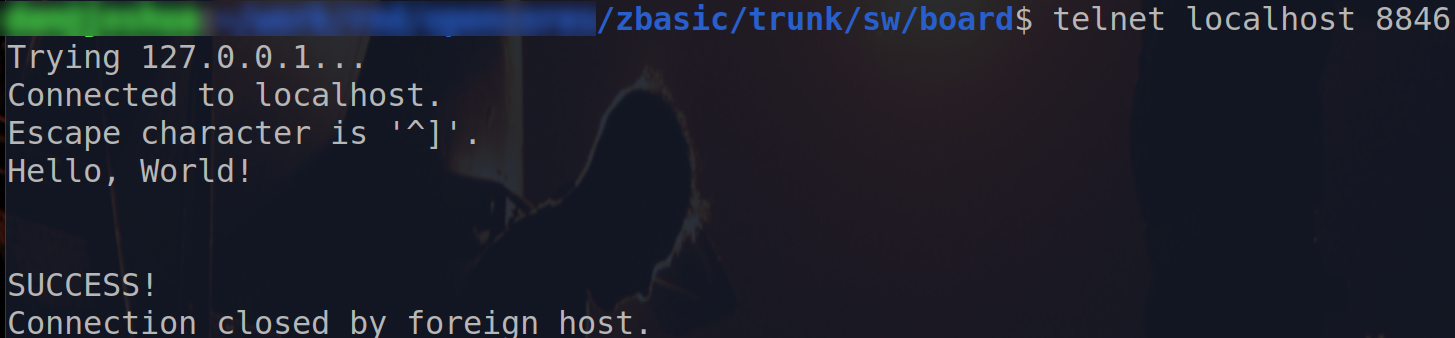 /zbasic/trunk/sw/board$ telnet localhost 8846
Trying 127.0.0.1...
Connected to localhost.
Escape character is '^]'.
Hello, World!
SUCCESS!
Connection closed by foreign host.